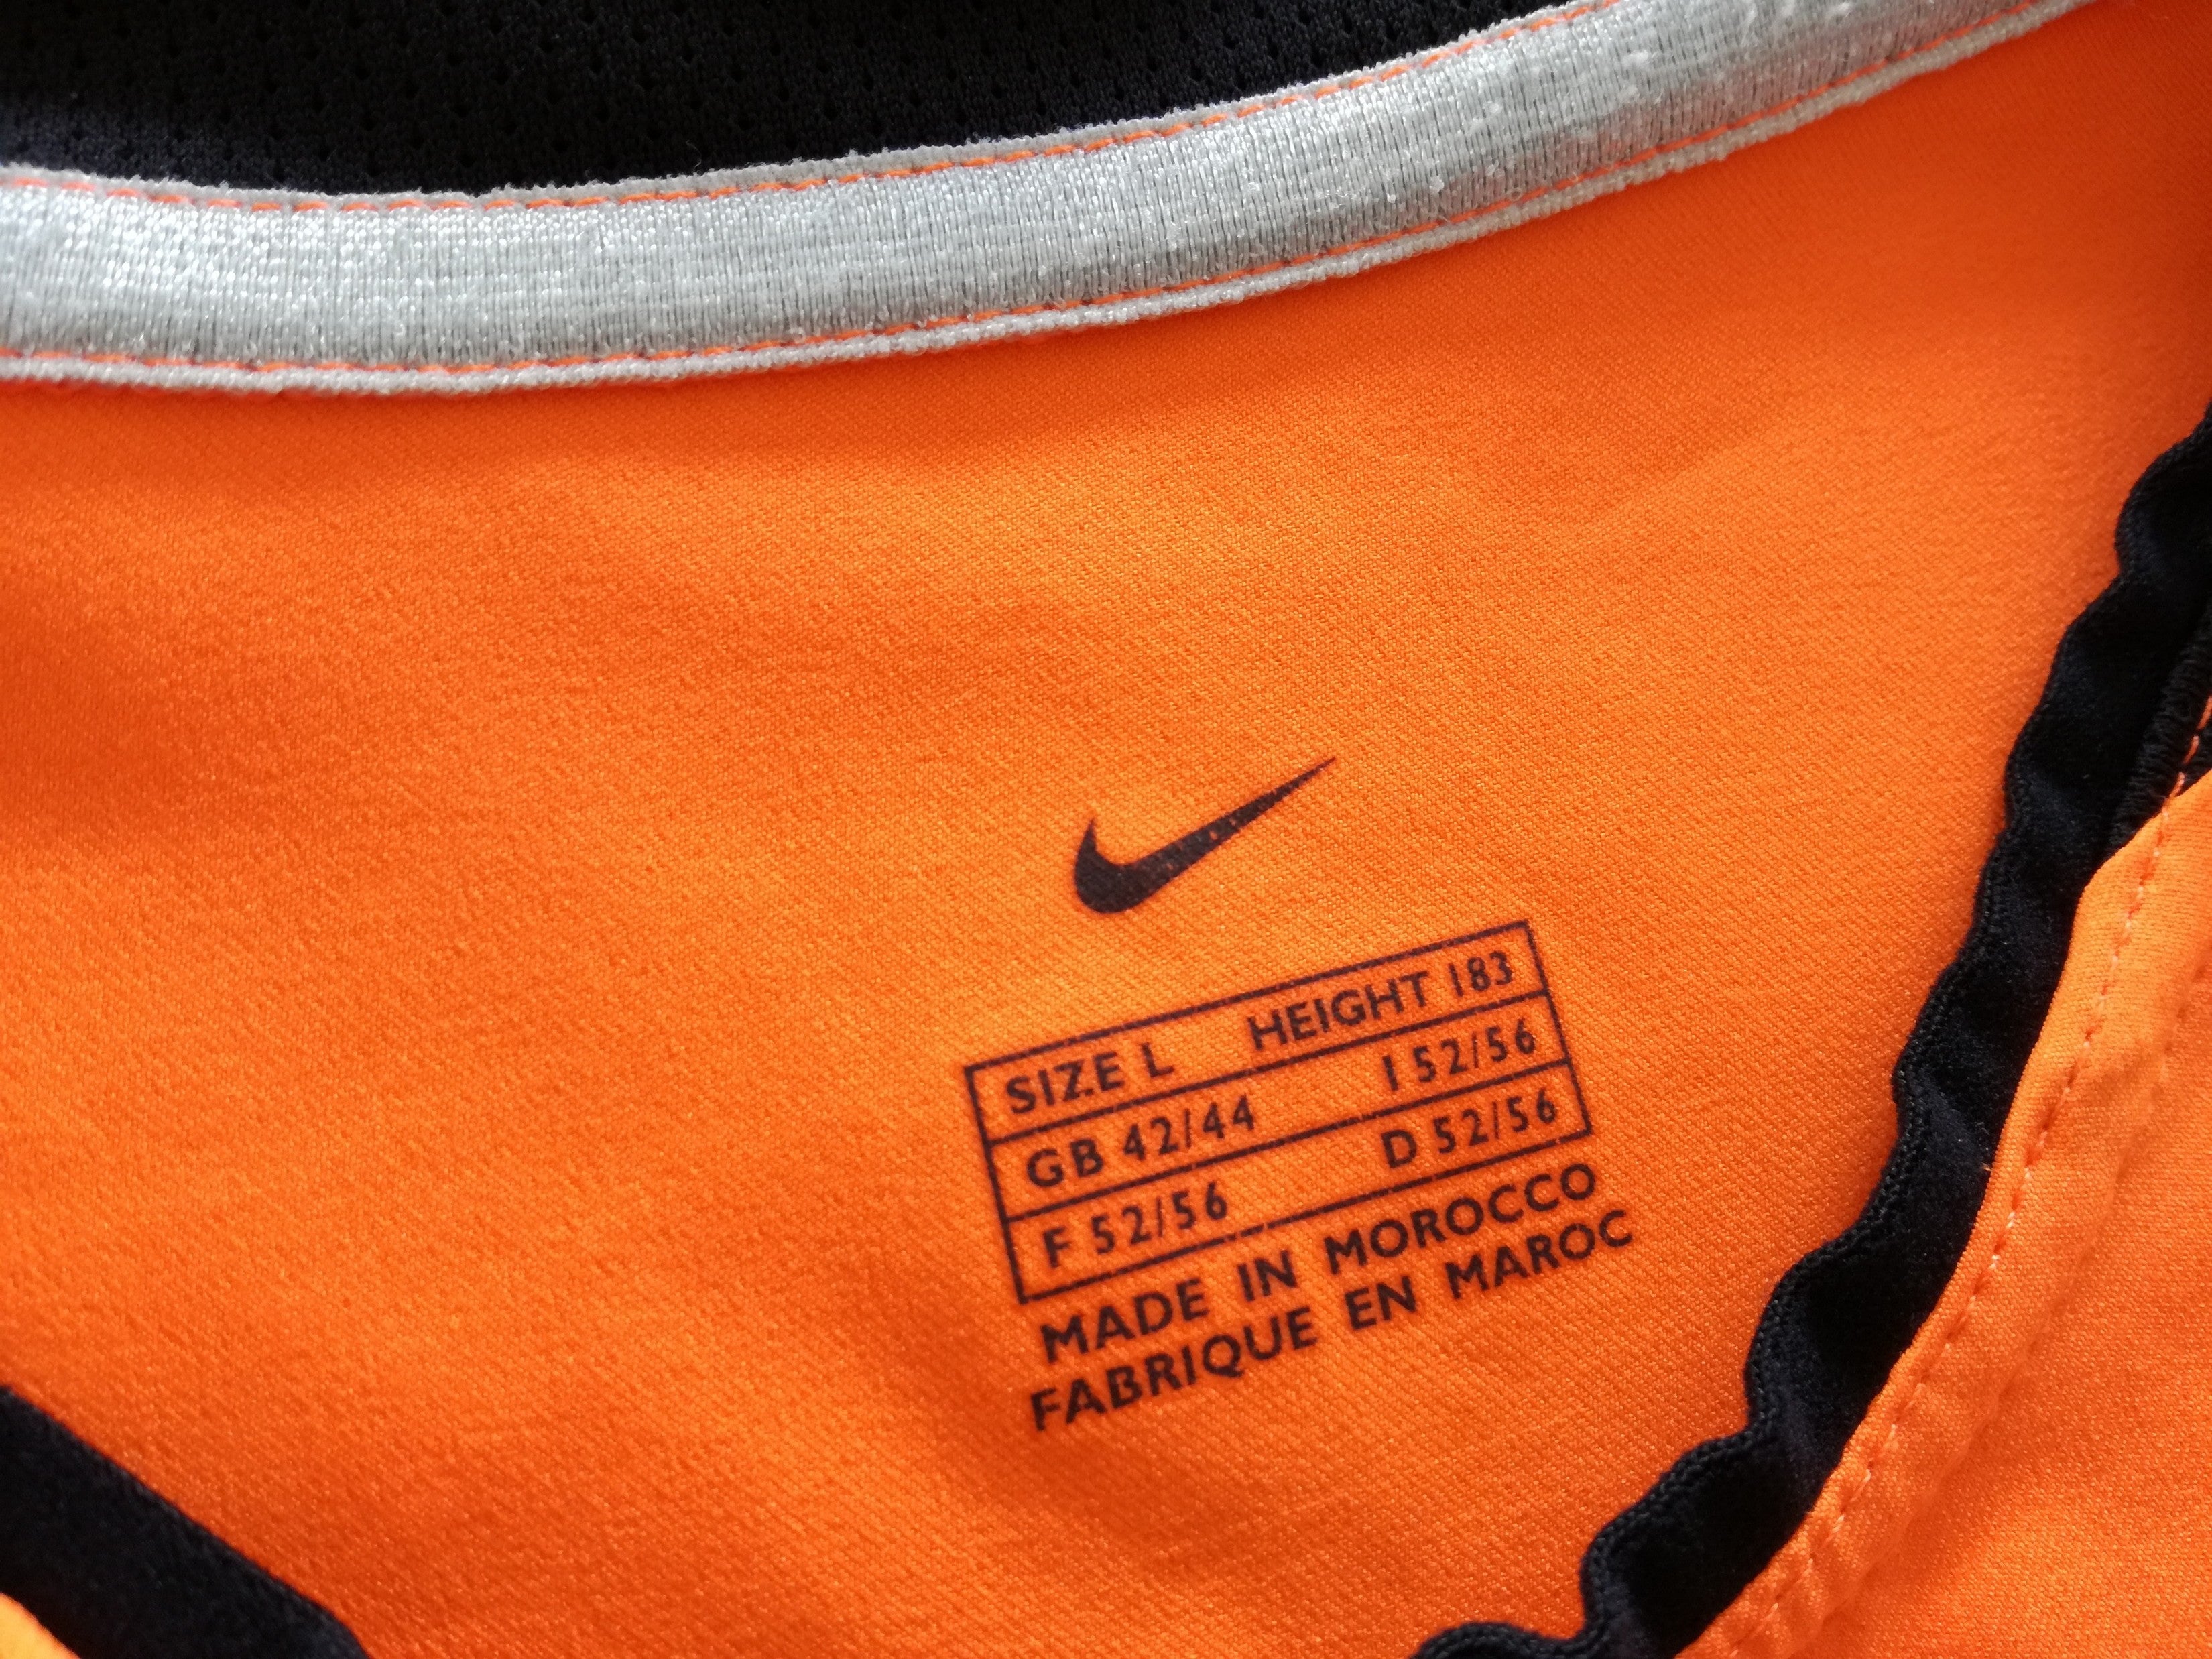 SIZE L HEIGHT 183
GB 42/44 I 52/56
F 52/56 D 52/56
MADE IN MOROCCO
FABRIQUE EN MAROC